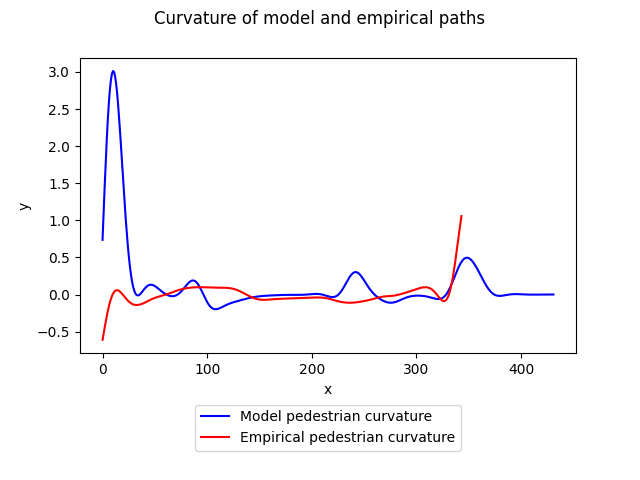 Curvature of model and empirical paths
y
3.0
2.5
2.0
1.5
1.0
0.5
0.0
−0.5
0 100 200 300 400
x
Model pedestrian curvature
Empirical pedestrian curvature